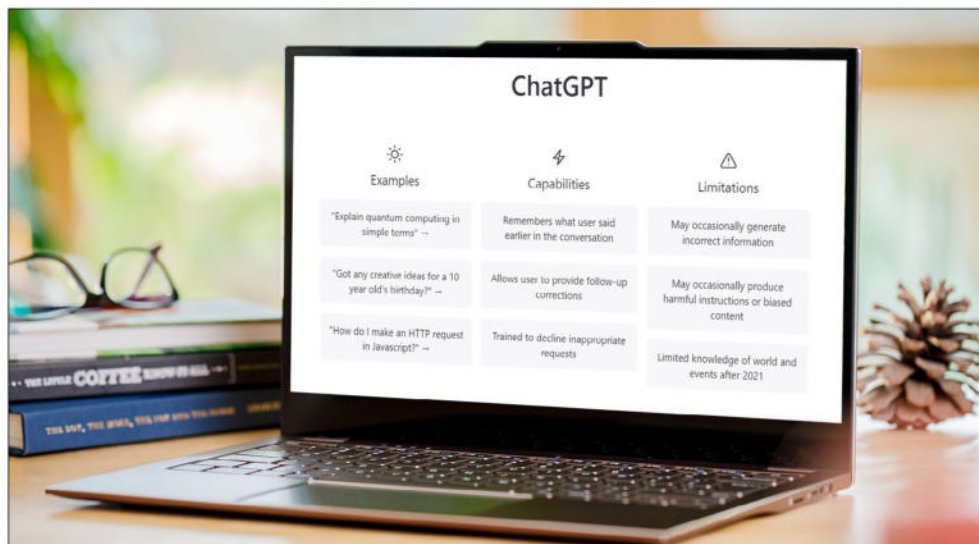 ChatGPT
Examples
"Explain quantum computing in
simple terms" →
"Got any creative ideas for a 10
year old's birthday?" →
"How do I make an HTTP request
in Javascript?" →
Capabilities
Remembers what user said
earlier in the conversation
Allows user to provide follow-up
corrections
Trained to decline inappropriate
requests
Limitations
May occasionally generate
incorrect information
May occasionally produce
harmful instructions or biased
content
Limited knowledge of world and
events after 2021
THE LITTLE COFFEE KNOW-IT-ALL